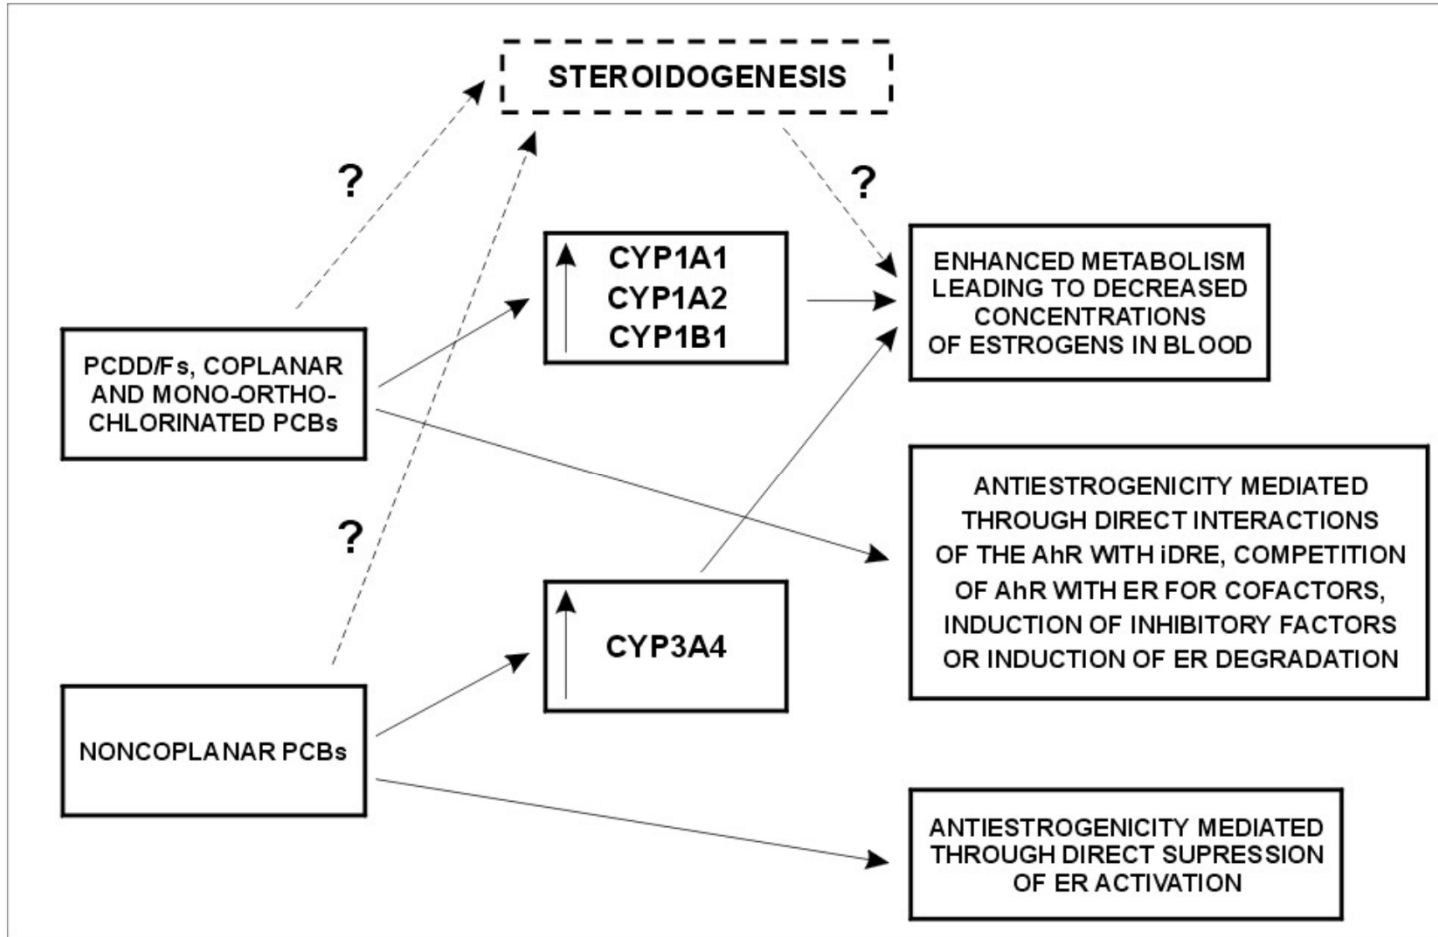 STEROIDOGENESIS
?
?
CYP1A1
CYP1A2
CYP1B1
ENHANCED METABOLISM
LEADING TO DECREASED
CONCENTRATIONS
OF ESTROGENS IN BLOOD
PCDD/Fs, COPLANAR
AND MONO-ORTHO-
CHLORINATED PCBs
ANTIESTROGENICITY MEDIATED
THROUGH DIRECT INTERACTIONS
OF THE AhR WITH iDRE, COMPETITION
OF AhR WITH ER FOR COFACTORS,
INDUCTION OF INHIBITORY FACTORS
OR INDUCTION OF ER DEGRADATION
?
CYP3A4
NONCOPLANAR PCBs
ANTIESTROGENICITY MEDIATED
THROUGH DIRECT SUPRESSION
OF ER ACTIVATION